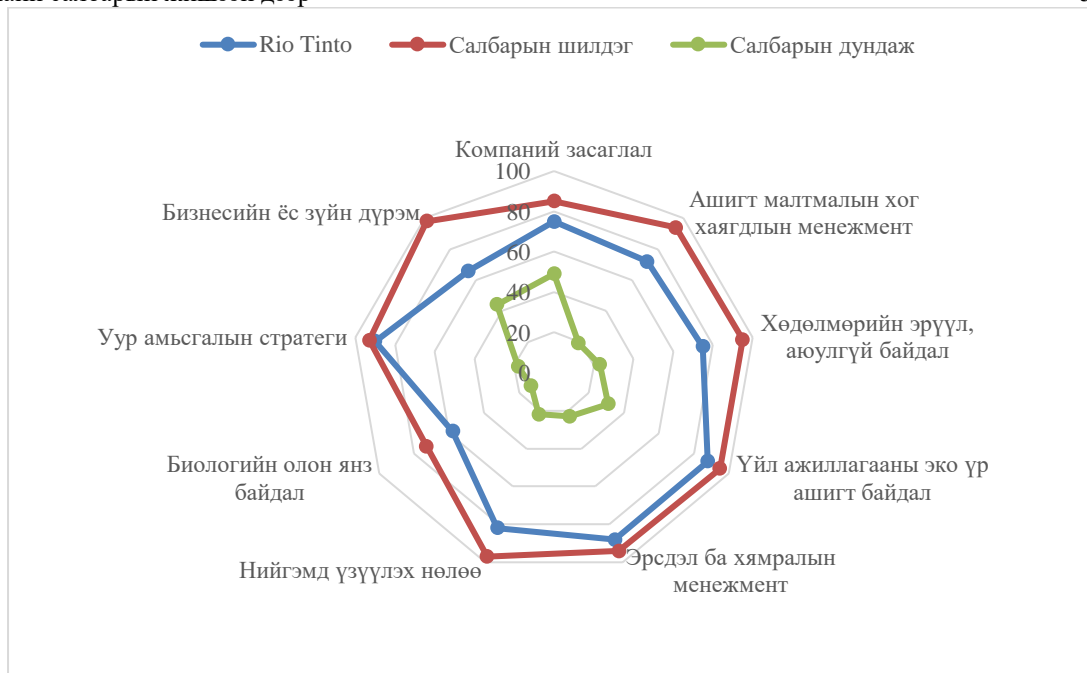 Rio Tinto
Салбарын шилдэг
Салбарын дундаж
Компаний засаглал
100
80
60
40
20
0
Ашигт малтмалын хог
хаягдлын менежмент
Хөдөлмөрийн эрүүл,
аюулгүй байдал
Үйл ажиллагааны эко үр
ашигт байдал
Эрсдэл ба хямралын
менежмент
Нийгэмд үзүүлэх нөлөө
Биологийн олон янз
байдал
Уур амьсгалын стратеги
Бизнесийн ёс зүйн дүрэм